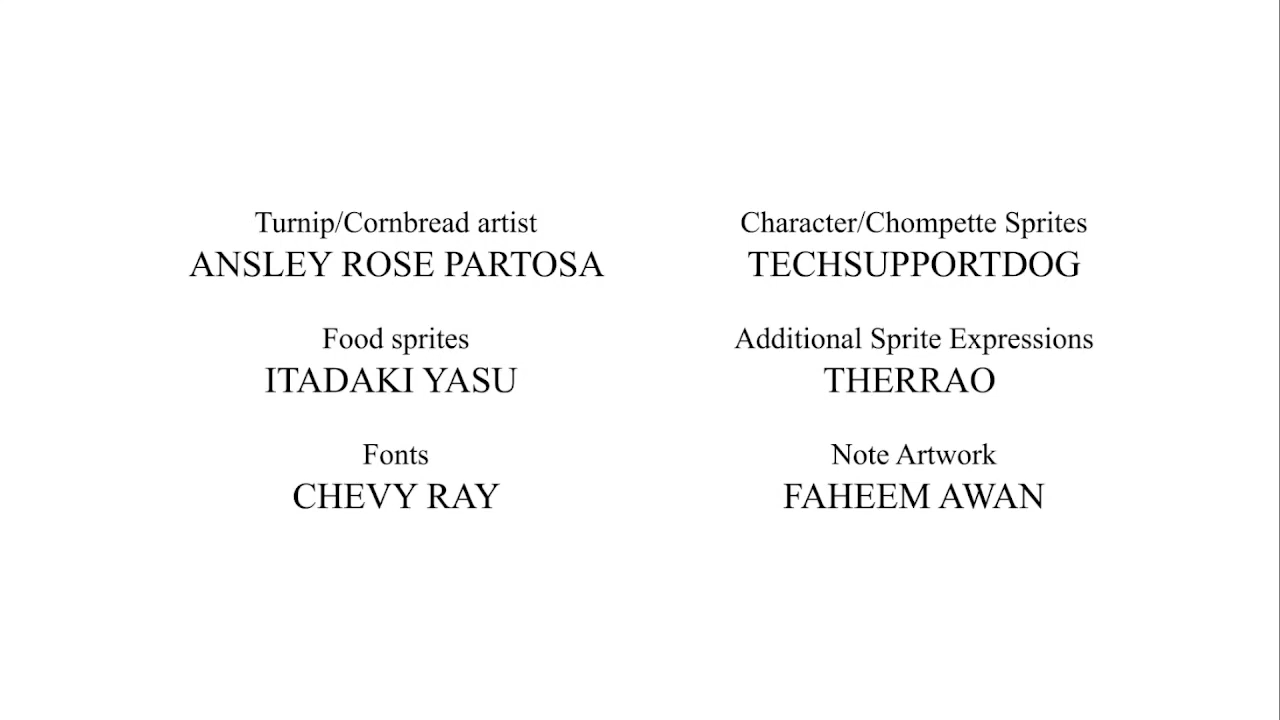 Turnip/Cornbread artist
ANSLEY ROSE PARTOSA
Food sprites
ITADAKI YASU
Fonts
CHEVY RAY
Character/Chompette Sprites
TECHSUPPORTDOG
Additional Sprite Expressions
THERRAO
Note Artwork
FAHEEM AWAN